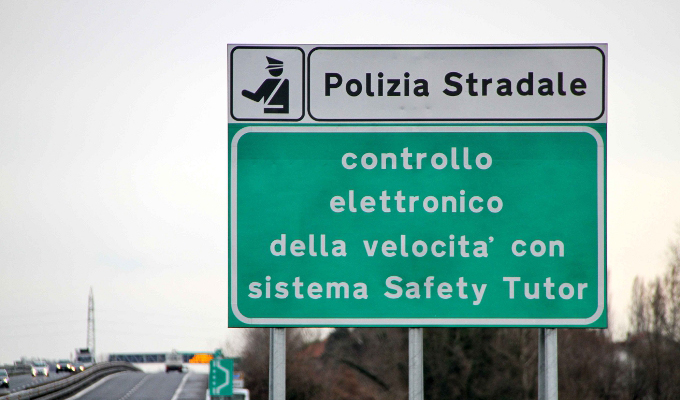 Polizia Stradale
controllo
elettronico
della velocita' con
sistema Safety Tutor